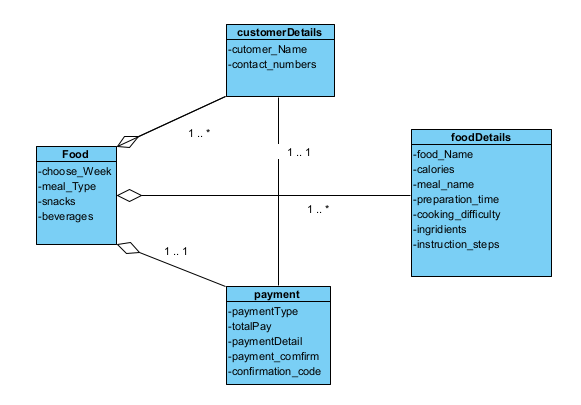 customerDetails
-cutomer_Name
-contact_numbers
1 .. *
1 .. 1
Food
-choose_Week
-meal_Type
-snacks
-beverages
foodDetails
-food_Name
-calories
-meal_name
-preparation_time
-cooking_difficulty
-ingridients
-instruction_steps
1 .. *
1 .. 1
payment
-paymentType
-totalPay
-paymentDetail
-payment_comfirm
-confirmation_code